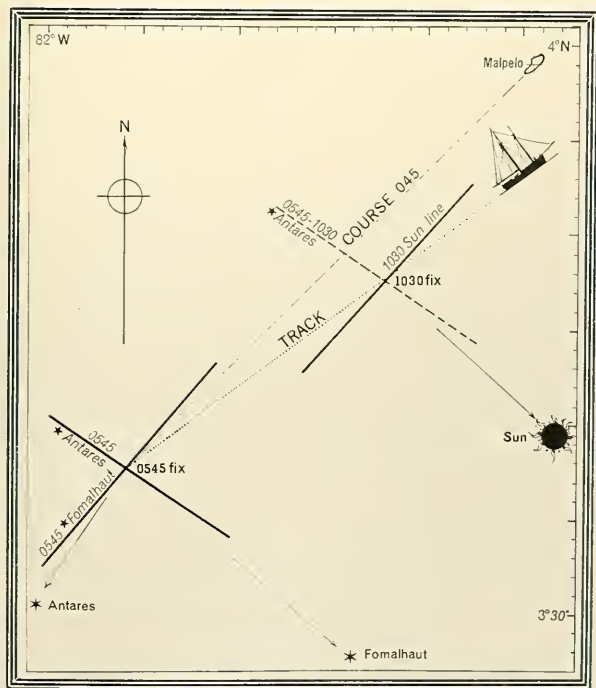 82°W
4°N
Malpelo
N
0545-1030
★Antares
COURSE 045
1030 Sun line
1030 fix
TRACK
Sun
0545
★Antares
0545 fix
0545 ★Fomalhaut
✶ Antares
3°30'
✶ Fomalhaut